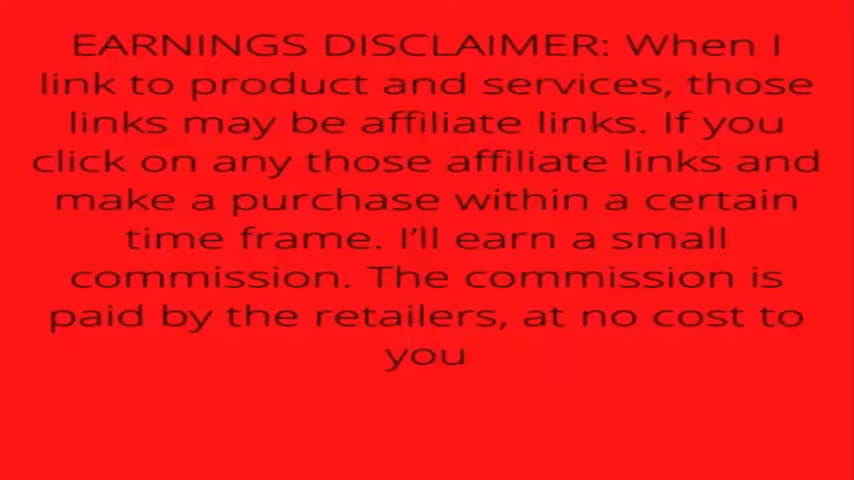 EARNINGS DISCLAIMER: When I
link to product and services, those
links may be affiliate links. If you
click on any those affiliate links and
make a purchase within a certain
time frame. I’ll earn a small
commission. The commission is
paid by the retailers, at no cost to
you